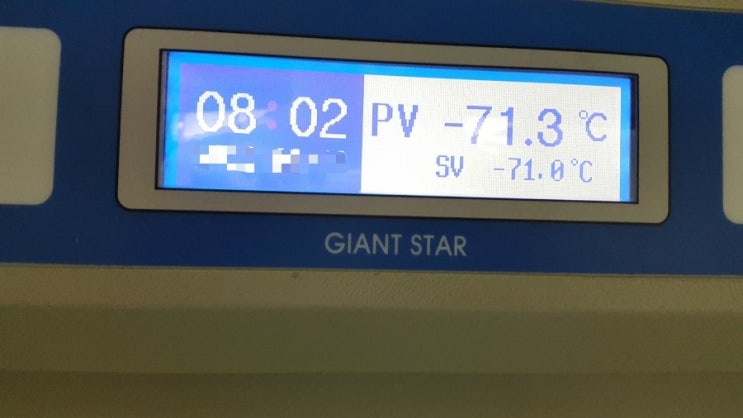 08:02
PV -71.3 °C
SV -71.0 °C
GIANT STAR